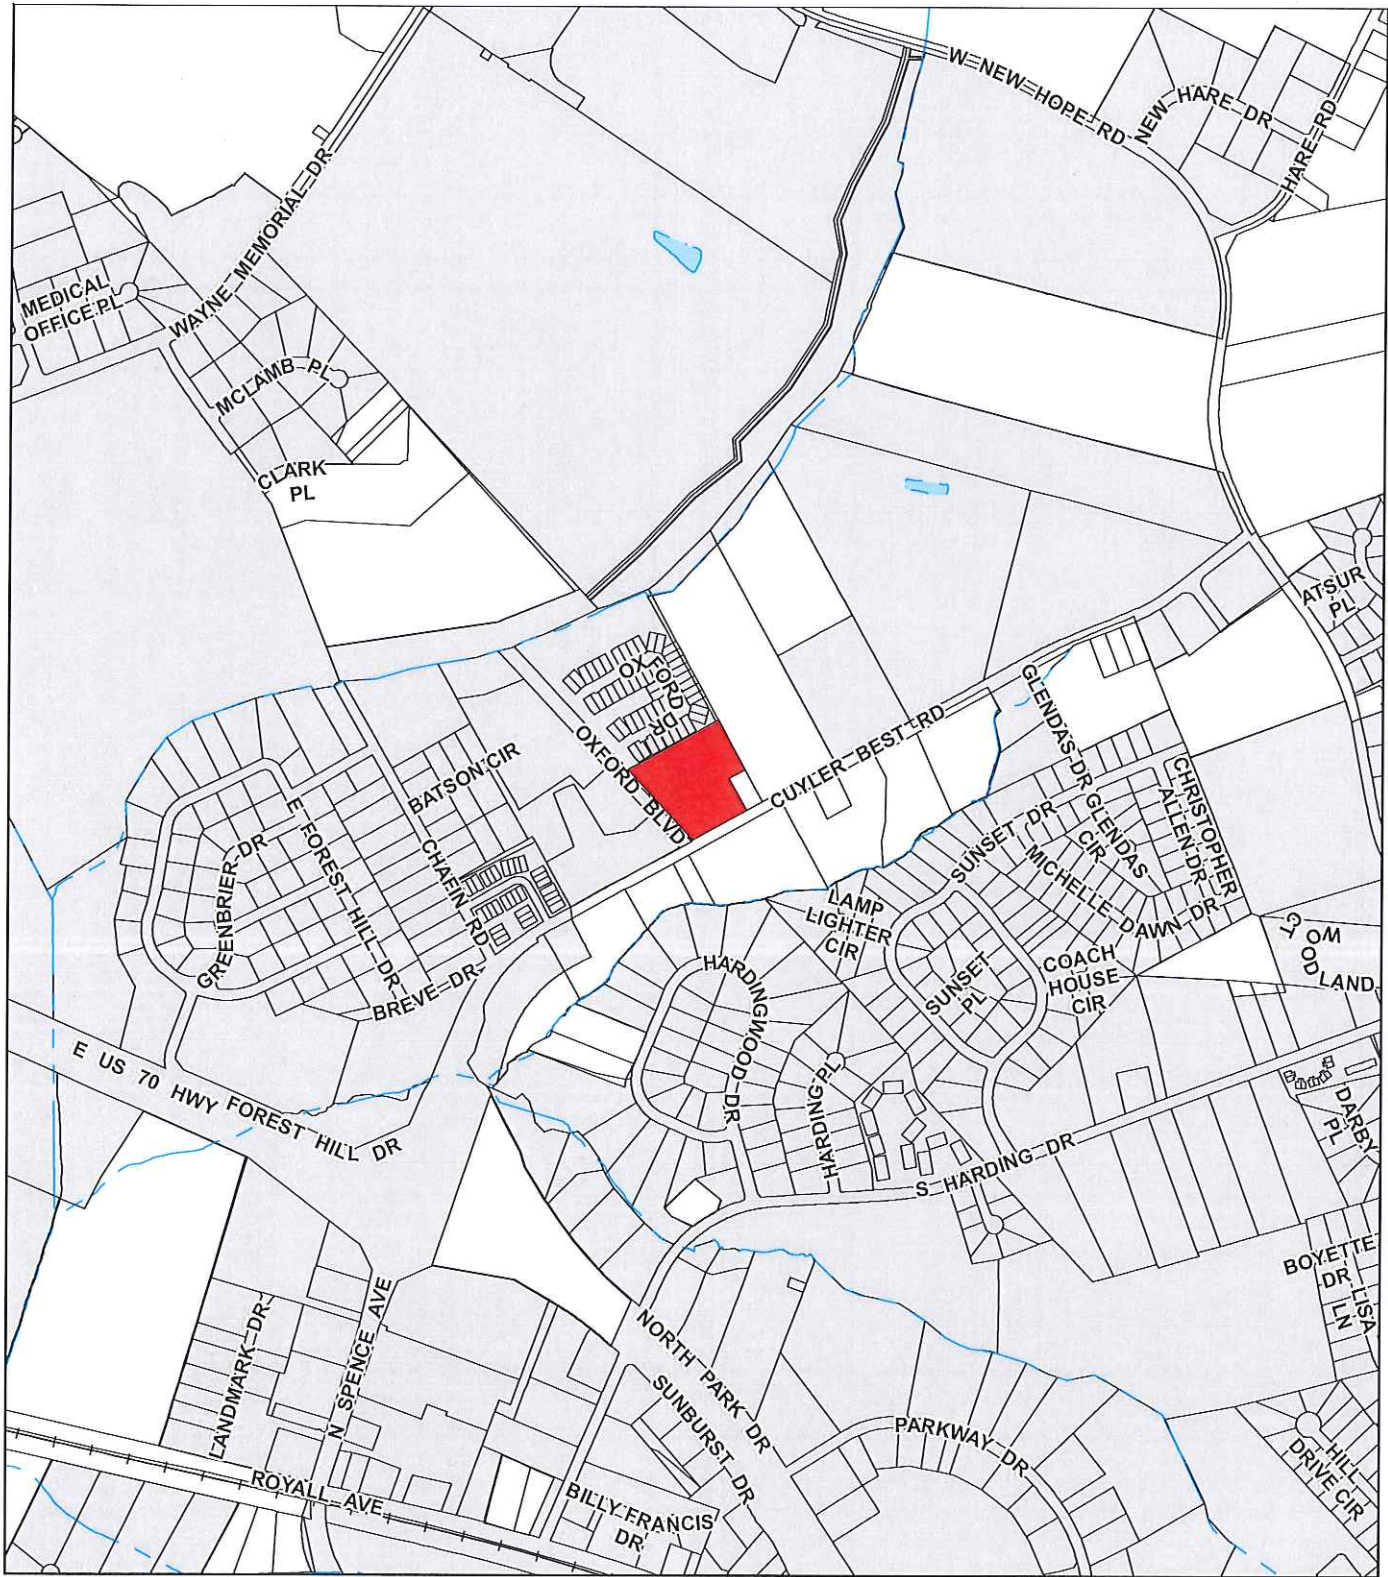 W NEW HOPE RD
NEW HARE DR
HARE RD
WAYNE MEMORIAL DR
MEDICAL
OFFICE PL
MCLAMB PL
CLARK
PL
ATSUR
PL
OXFORD DR
OXFORD BLVD
CUYLER BEST RD
BATSON CIR
CHAFIN RD
E FOREST HILL DR
GREENBRIER DR
BREVE DR
GLENDAS DR
GLENDAS
CIR
CHRISTOPHER
ALLEN DR
SUNSET DR
MICHELLE DAWN DR
LAMP
LIGHTER
CIR
SUNSET
PL
COACH
HOUSE
CIR
WOODLAND
CT
HARDINGWOOD DR
HARDING PL
E US 70 HWY
FOREST HILL DR
S HARDING DR
DARBY
PL
BOYETTE
DR
LISA
LN
LANDMARK DR
N SPENCE AVE
NORTH PARK DR
SUNBURST DR
PARKWAY DR
HILL
DRIVE CIR
ROYALL AVE
BILLY FRANCIS
DR